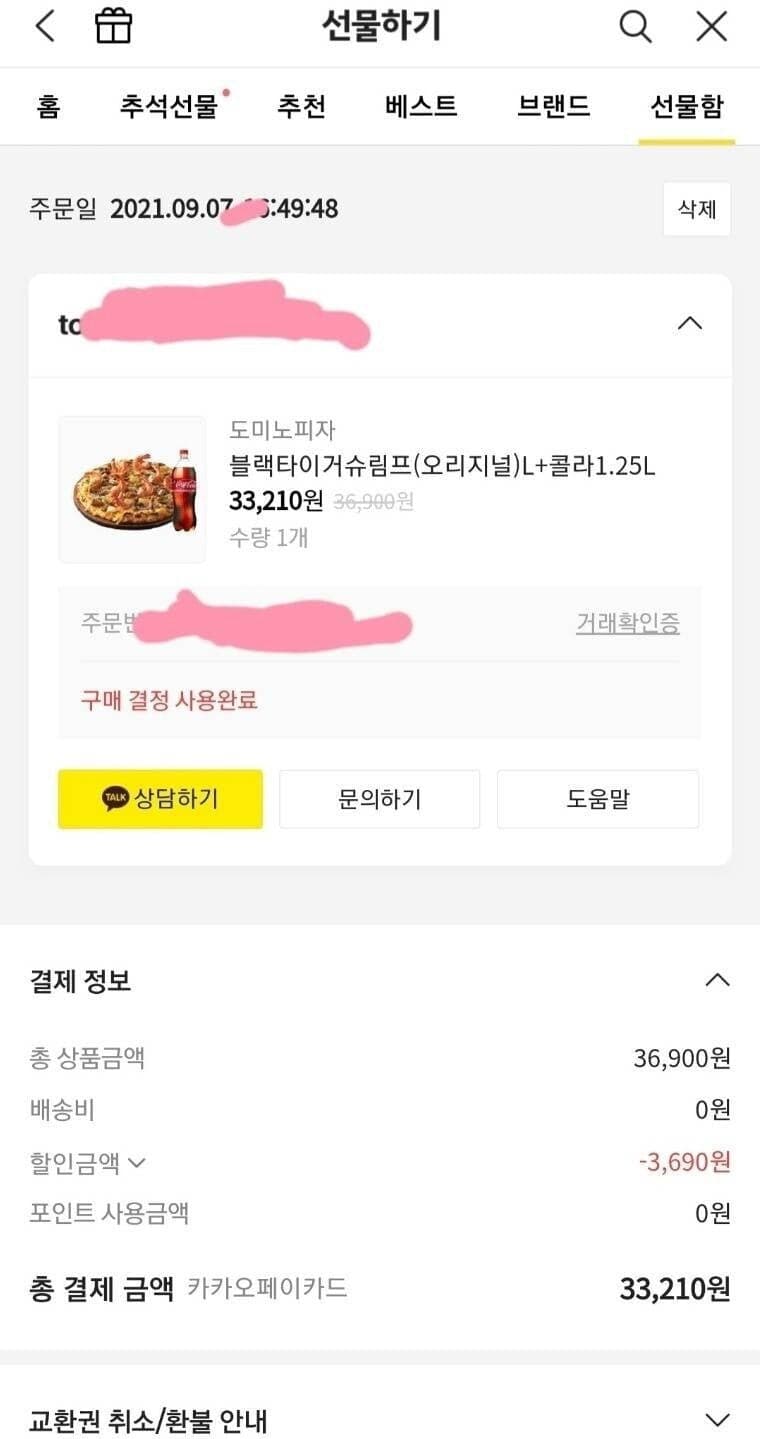 선물하기
홈 추석선물 추천 베스트 브랜드 선물함
주문일 2021.09.07 :49:48 삭제
to
도미노피자
블랙타이거슈림프(오리지널)L+콜라1.25L
33,210원 36,900원
수량 1개
거래확인증
구매 결정 사용완료
TALK 상담하기 문의하기 도움말
결제 정보
총 상품금액 36,900원
배송비 0원
할인금액 -3,690원
포인트 사용금액 0원
총 결제 금액 카카오페이카드 33,210원
교환권 취소/환불 안내